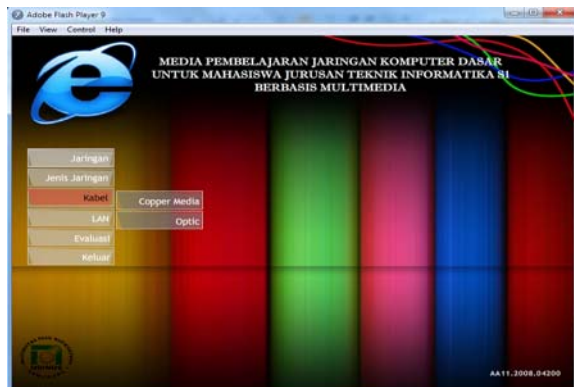 Adobe Flash Player 9
File View Control Help
MEDIA PEMBELAJARAN JARINGAN KOMPUTER DASAR
UNTUK MAHASISWA JURUSAN TEKNIK INFORMATIKA S1
BERBASIS MULTIMEDIA
Jaringan
Jenis Jaringan
Kabel
Copper Media
LAN
Optic
Evaluasi
Keluar
AA11.2008.04200